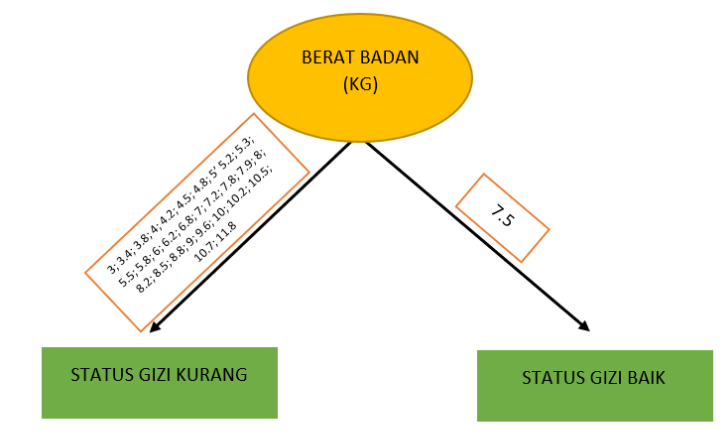 BERAT BADAN
(KG)
3; 3.4; 3.8; 4; 4.2; 4.5; 4.8; 5' 5.2; 5.3;
5.5; 5.8; 6; 6.2; 6.8; 7; 7.2; 7.8; 7.9; 8;
8.2; 8.5; 8.8; 9; 9.6; 10; 10.2; 10.5;
10.7; 11.8
7.5
STATUS GIZI KURANG
STATUS GIZI BAIK